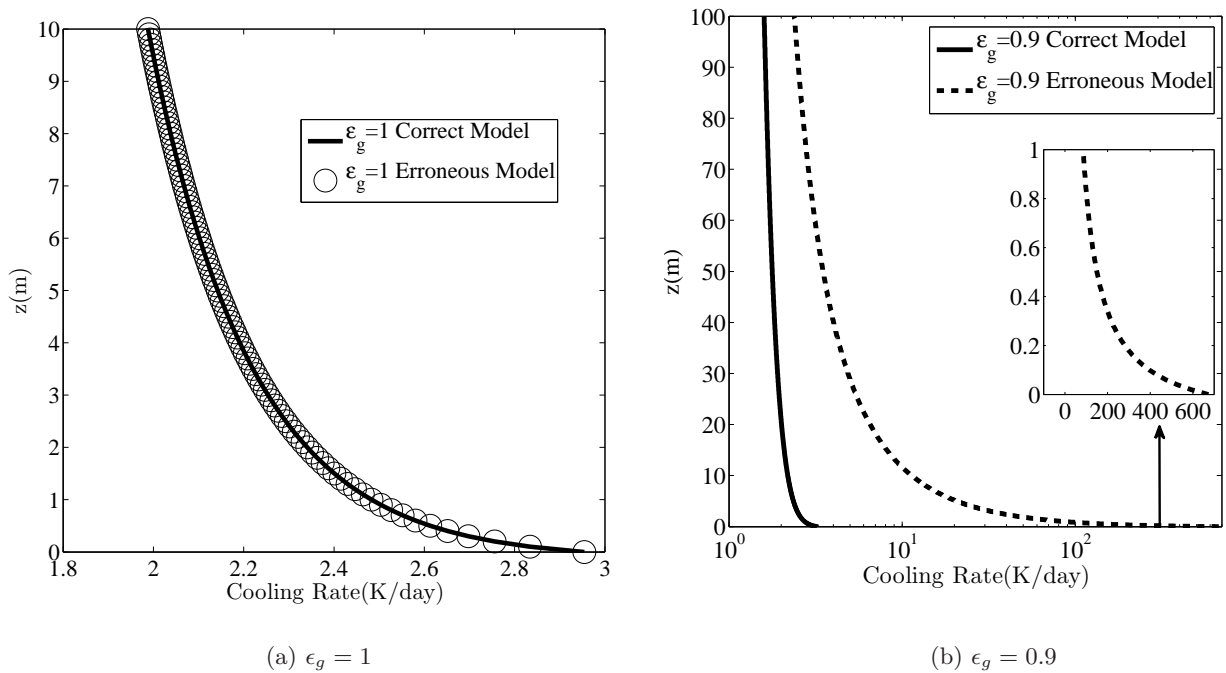 10
9
8
7
6
5
4
3
2
1
0
z(m)
1.8 2 2.2 2.4 2.6 2.8 3
Cooling Rate(K/day)
ε_g=1 Correct Model
ε_g=1 Erroneous Model
(a) ϵ_g = 1
100
90
80
70
60
50
40
30
20
10
0
z(m)
10^0 10^1 10^2
Cooling Rate(K/day)
ε_g=0.9 Correct Model
ε_g=0.9 Erroneous Model
1
0.8
0.6
0.4
0.2
0
0 200 400 600
(b) ϵ_g = 0.9